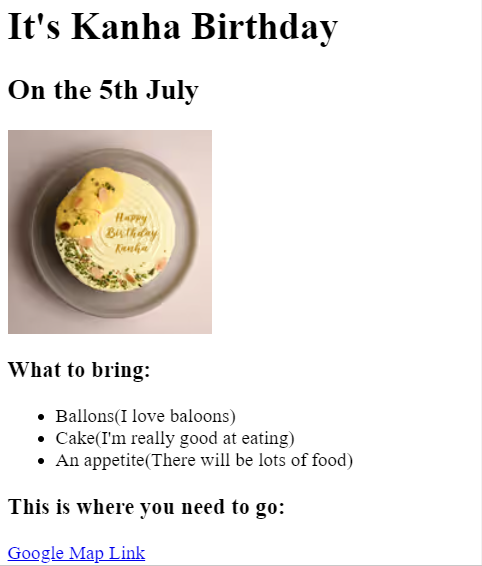 It's Kanha Birthday
On the 5th July
Happy
Birthday
Kanha
What to bring:
Ballons(I love baloons)
Cake(I'm really good at eating)
An appetite(There will be lots of food)
This is where you need to go:
Google Map Link